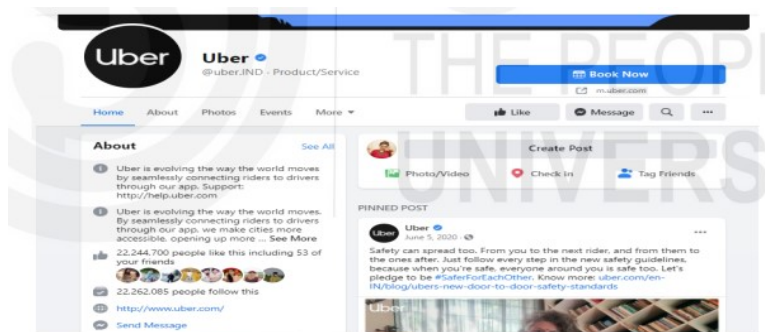 THE PEOPL
UNIVERS
Uber
Uber
@uber.IND - Product/Service
Book Now
m.uber.com
Home About Photos Events More
Like Message
About See All
Uber is evolving the way the world moves
by seamlessly connecting riders to drivers
through our app. Support:
http://help.uber.com
Uber is evolving the way the world moves.
By seamlessly connecting riders to drivers
through our app, we make cities more
accessible, opening up more ... See More
22,244,700 people like this including 53 of
your friends
22,262,085 people follow this
http://www.uber.com/
Send Message
Create Post
Photo/Video Check in Tag Friends
PINNED POST
Uber
Uber
June 5, 2020 ·
Safety can spread too. From you to the next rider, and from them to
the ones after. Just follow every step in the new safety guidelines,
because when you're safe, everyone around you is safe too. Let's
pledge to be #SaferForEachOther. Know more: uber.com/en-
IN/blog/ubers-new-door-to-door-safety-standards
Uber